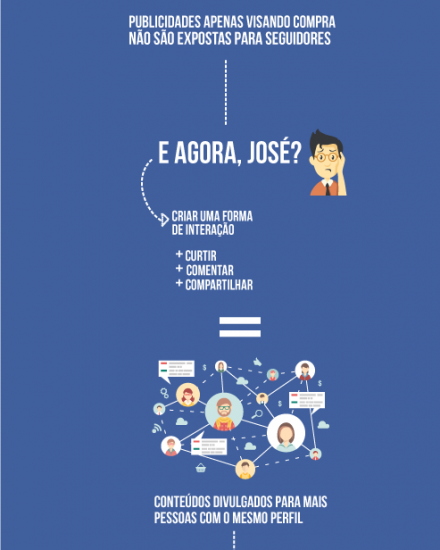 PUBLICIDADES APENAS VISANDO COMPRA
NÃO SÃO EXPOSTAS PARA SEGUIDORES
E AGORA, JOSÉ?
CRIAR UMA FORMA
DE INTERAÇÃO
+ CURTIR
+ COMENTAR
+ COMPARTILHAR
=
CONTEÚDOS DIVULGADOS PARA MAIS
PESSOAS COM O MESMO PERFIL